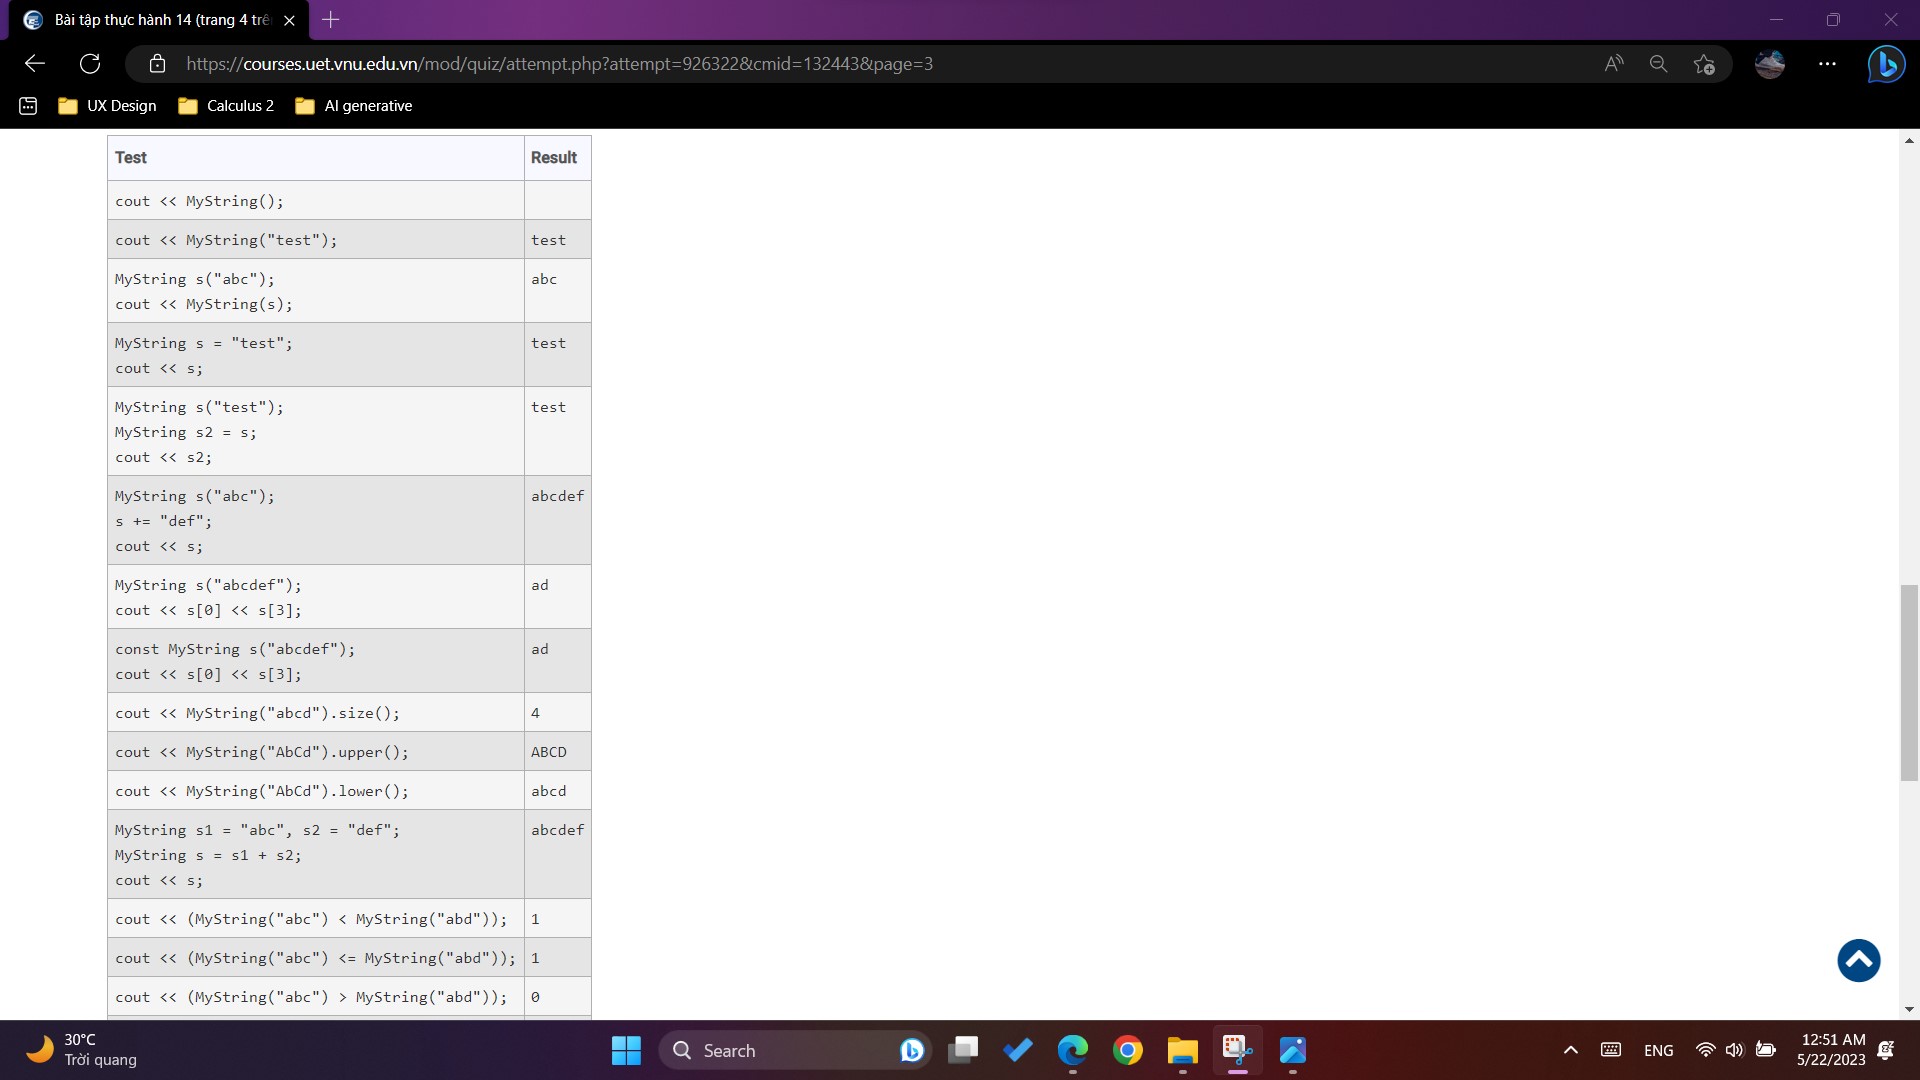 Bài tập thực hành 14 (trang 4 trê
https://courses.uet.vnu.edu.vn/mod/quiz/attempt.php?attempt=926322&cmid=132443&page=3
UX Design
Calculus 2
AI generative
Test
Result
cout << MyString();
cout << MyString("test");
test
MyString s("abc");
cout << MyString(s);
abc
MyString s = "test";
cout << s;
test
MyString s("test");
MyString s2 = s;
cout << s2;
test
MyString s("abc");
s += "def";
cout << s;
abcdef
MyString s("abcdef");
cout << s[0] << s[3];
ad
const MyString s("abcdef");
cout << s[0] << s[3];
ad
cout << MyString("abcd").size();
4
cout << MyString("AbCd").upper();
ABCD
cout << MyString("AbCd").lower();
abcd
MyString s1 = "abc", s2 = "def";
MyString s = s1 + s2;
cout << s;
abcdef
cout << (MyString("abc") < MyString("abd"));
1
cout << (MyString("abc") <= MyString("abd"));
1
cout << (MyString("abc") > MyString("abd"));
0
30°C
Trời quang
Search
ENG
12:51 AM
5/22/2023